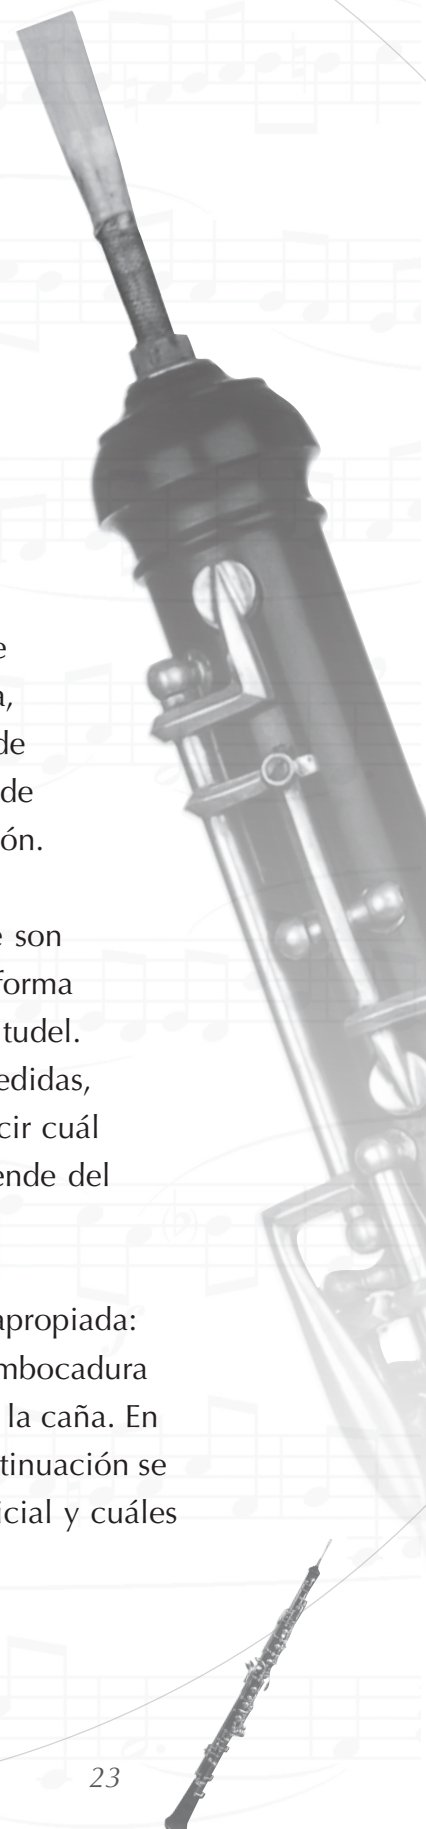 e
a,
de
de
ón.
e son
forma
tudel.
edidas,
cir cuál
ende del
apropiada:
mbocadura
la caña. En
tinuación se
icial y cuáles
23